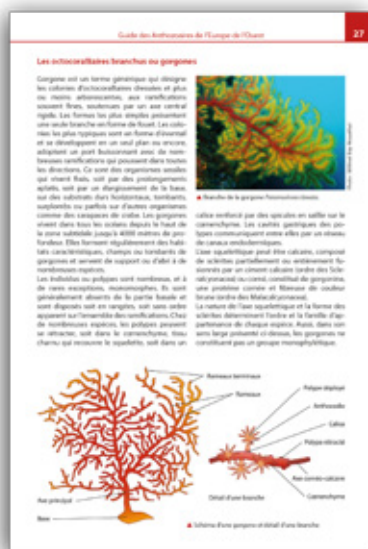 Guide des Anthozoaires de l'Europe de l'Ouest
27
Les octocoralliaires branchus ou gorgones
Gorgone est un terme générique qui désigne
les colonies d'octocoralliaires dressées et plus
ou moins arborescentes, aux ramifications
souvent fines, soutenues par un axe central
rigide. Les formes les plus simples présentent
une seule branche en forme de fouet. Les colo-
nies les plus typiques sont en forme d'éventail
et se développent en un seul plan ou encore,
adoptent un port buissonnant avec de nom-
breuses ramifications qui poussent dans toutes
les directions. Ce sont des organismes sessiles
qui vivent fixés, soit par des prolongements
aplatis, soit par un élargissement de la base,
sur des substrats durs horizontaux, tombants,
surplombs ou parfois sur d'autres organismes
comme des carapaces de crabe. Les gorgones
vivent dans tous les océans depuis le haut de
la zone subtidale jusqu'à 4000 mètres de pro-
fondeur. Elles forment régulièrement des habi-
tats caractéristiques, champs ou tombants de
gorgones et servent de support ou d'abri à de
nombreuses espèces.
Les individus ou polypes sont nombreux, et à
de rares exceptions, monomorphes. Ils sont
généralement absents de la partie basale et
sont disposés soit en rangées, soit sans ordre
apparent sur l'ensemble des ramifications. Chez
de nombreuses espèces, les polypes peuvent
se rétracter, soit dans le cœnenchyme, tissu
charnu qui recouvre le squelette, soit dans un
▲ Branche de la gorgone Paramuricea clavata.
calice renforcé par des spicules en saillie sur le
cœnenchyme. Les cavités gastriques des po-
lypes communiquent entre elles par un réseau
de canaux endodermiques.
L'axe squelettique peut être calcaire, composé
de sclérites partiellement ou entièrement fu-
sionnés par un ciment calcaire (ordre des Scle-
ralcyonacea) ou corné, constitué de gorgonine,
une protéine cornée et fibreuse de couleur
brune (ordre des Malacalcyonacea).
La nature de l'axe squelettique et la forme des
sclérites déterminent l'ordre et la famille d'ap-
partenance de chaque espèce. Aussi, dans son
sens large présenté ci-dessus, les gorgones ne
constituent pas un groupe monophylétique.
Rameaux terminaux
Rameaux
Axe principal
Base
Polype déployé
Anthocodie
Calice
Polype rétracté
Axe cornéo-calcaire
Cœnenchyme
Détail d'une branche
▲ Schéma d'une gorgone et détail d'une branche